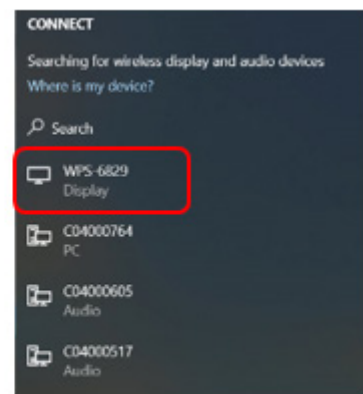 CONNECT
Searching for wireless display and audio devices
Where is my device?
Search
WPS-6829
Display
C04000764
PC
C04000605
Audio
C04000517
Audio